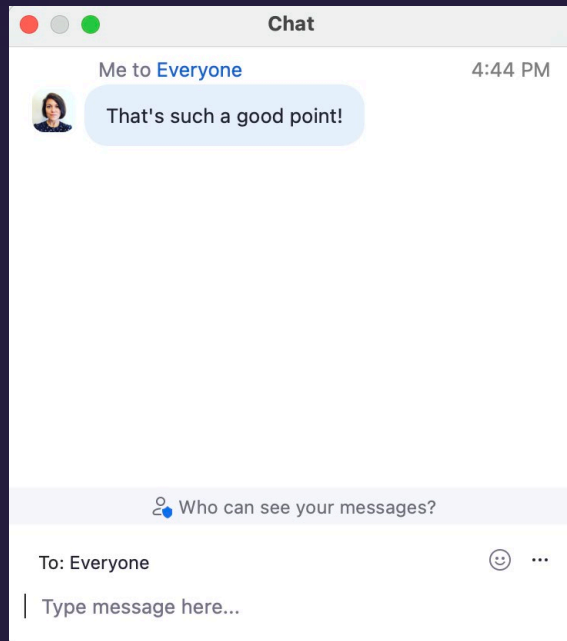 Chat
Me to Everyone 4:44 PM
That's such a good point!
Who can see your messages?
To: Everyone
Type message here...